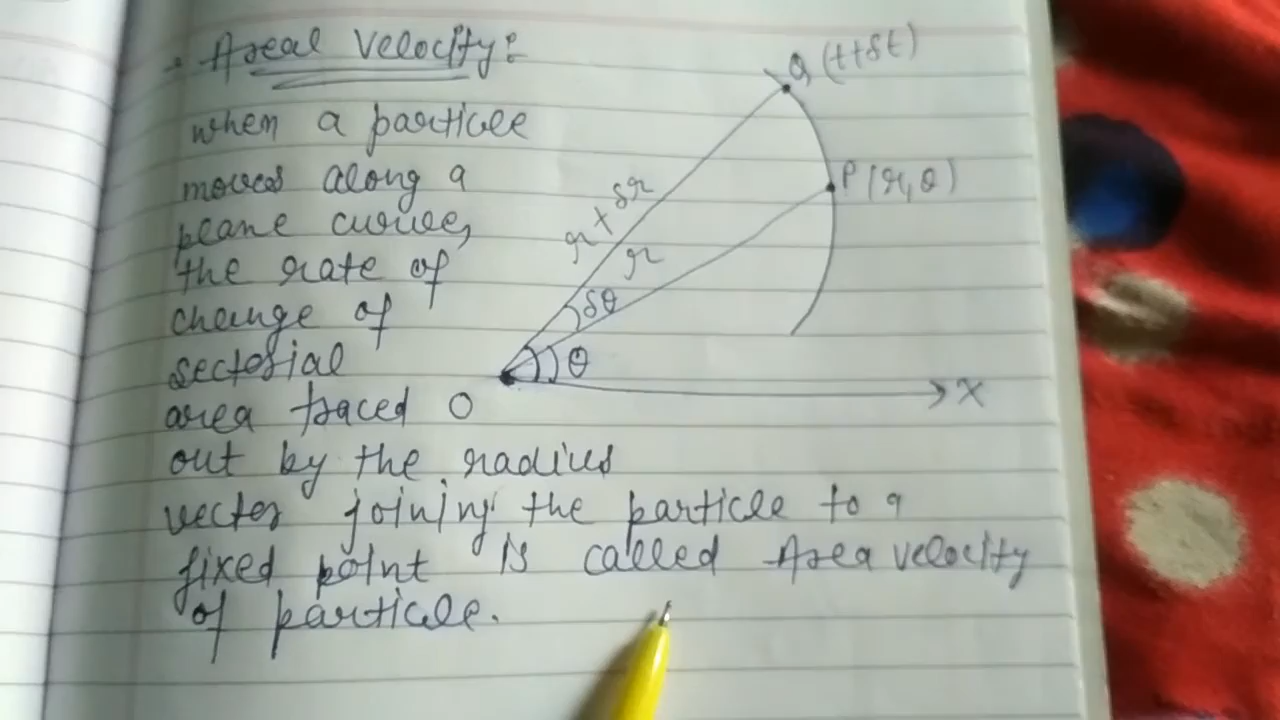 Areal Velocity:
when a particle
moves along a
plane curve,
the rate of
change of
sectorial
area traced O
out by the radius
vector joining the particle to a
fixed point is called Area velocity
of particle.
Q (t+δt)
P(r,θ)
r+δr
r
δθ
θ
X